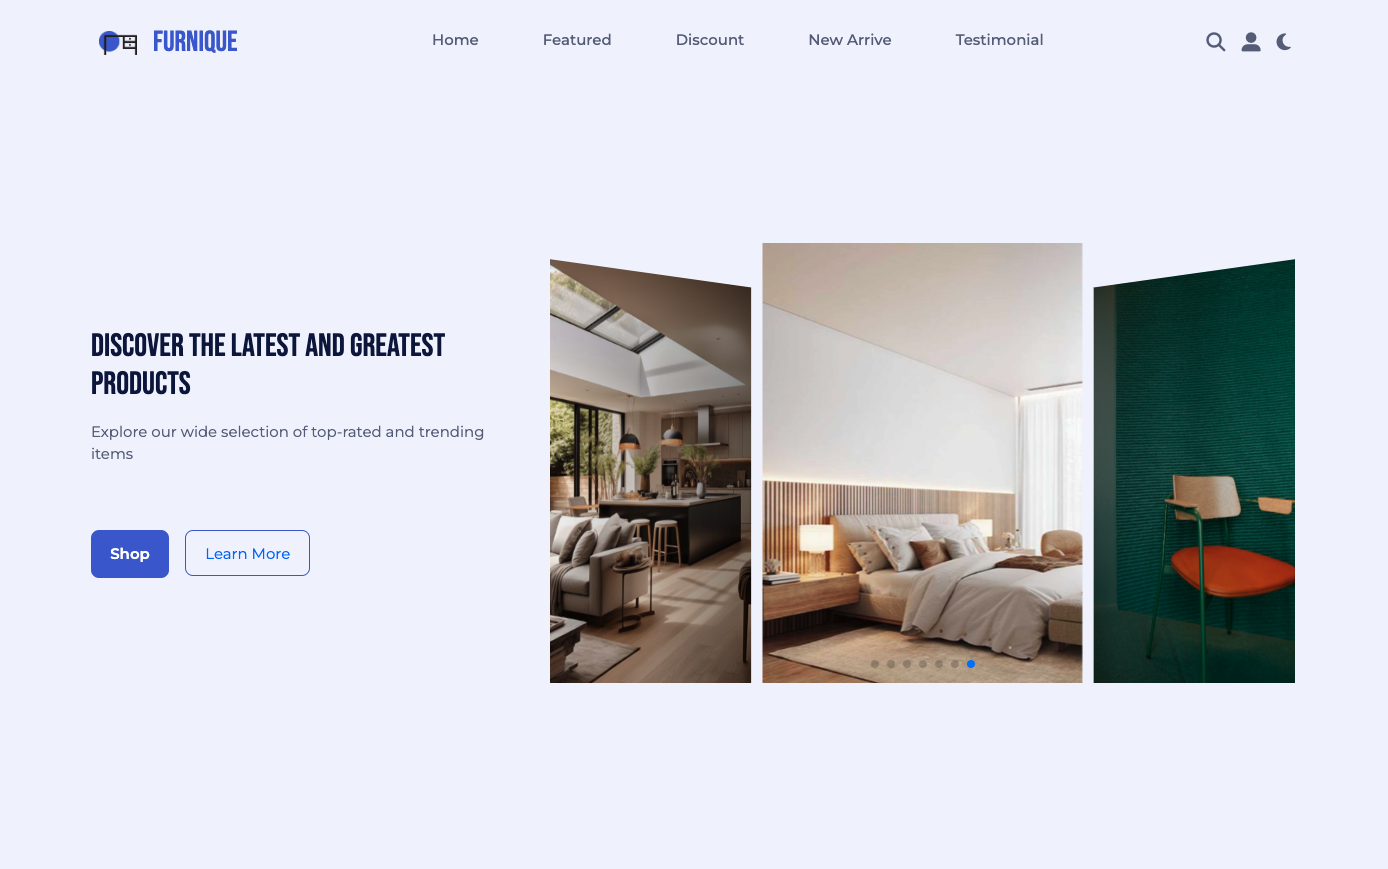 FURNIQUE
Home
Featured
Discount
New Arrive
Testimonial
DISCOVER THE LATEST AND GREATEST
PRODUCTS
Explore our wide selection of top-rated and trending
items
Shop
Learn More